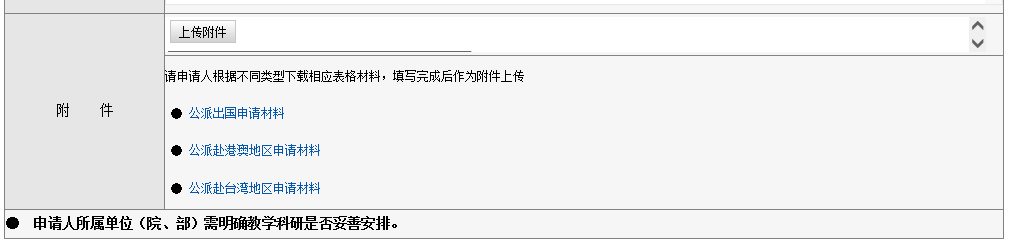 上传附件
请申请人根据不同类型下载相应表格材料，填写完成后作为附件上传
附 件
● 公派出国申请材料
● 公派赴港澳地区申请材料
● 公派赴台湾地区申请材料
● 申请人所属单位（院、部）需明确教学科研是否妥善安排。